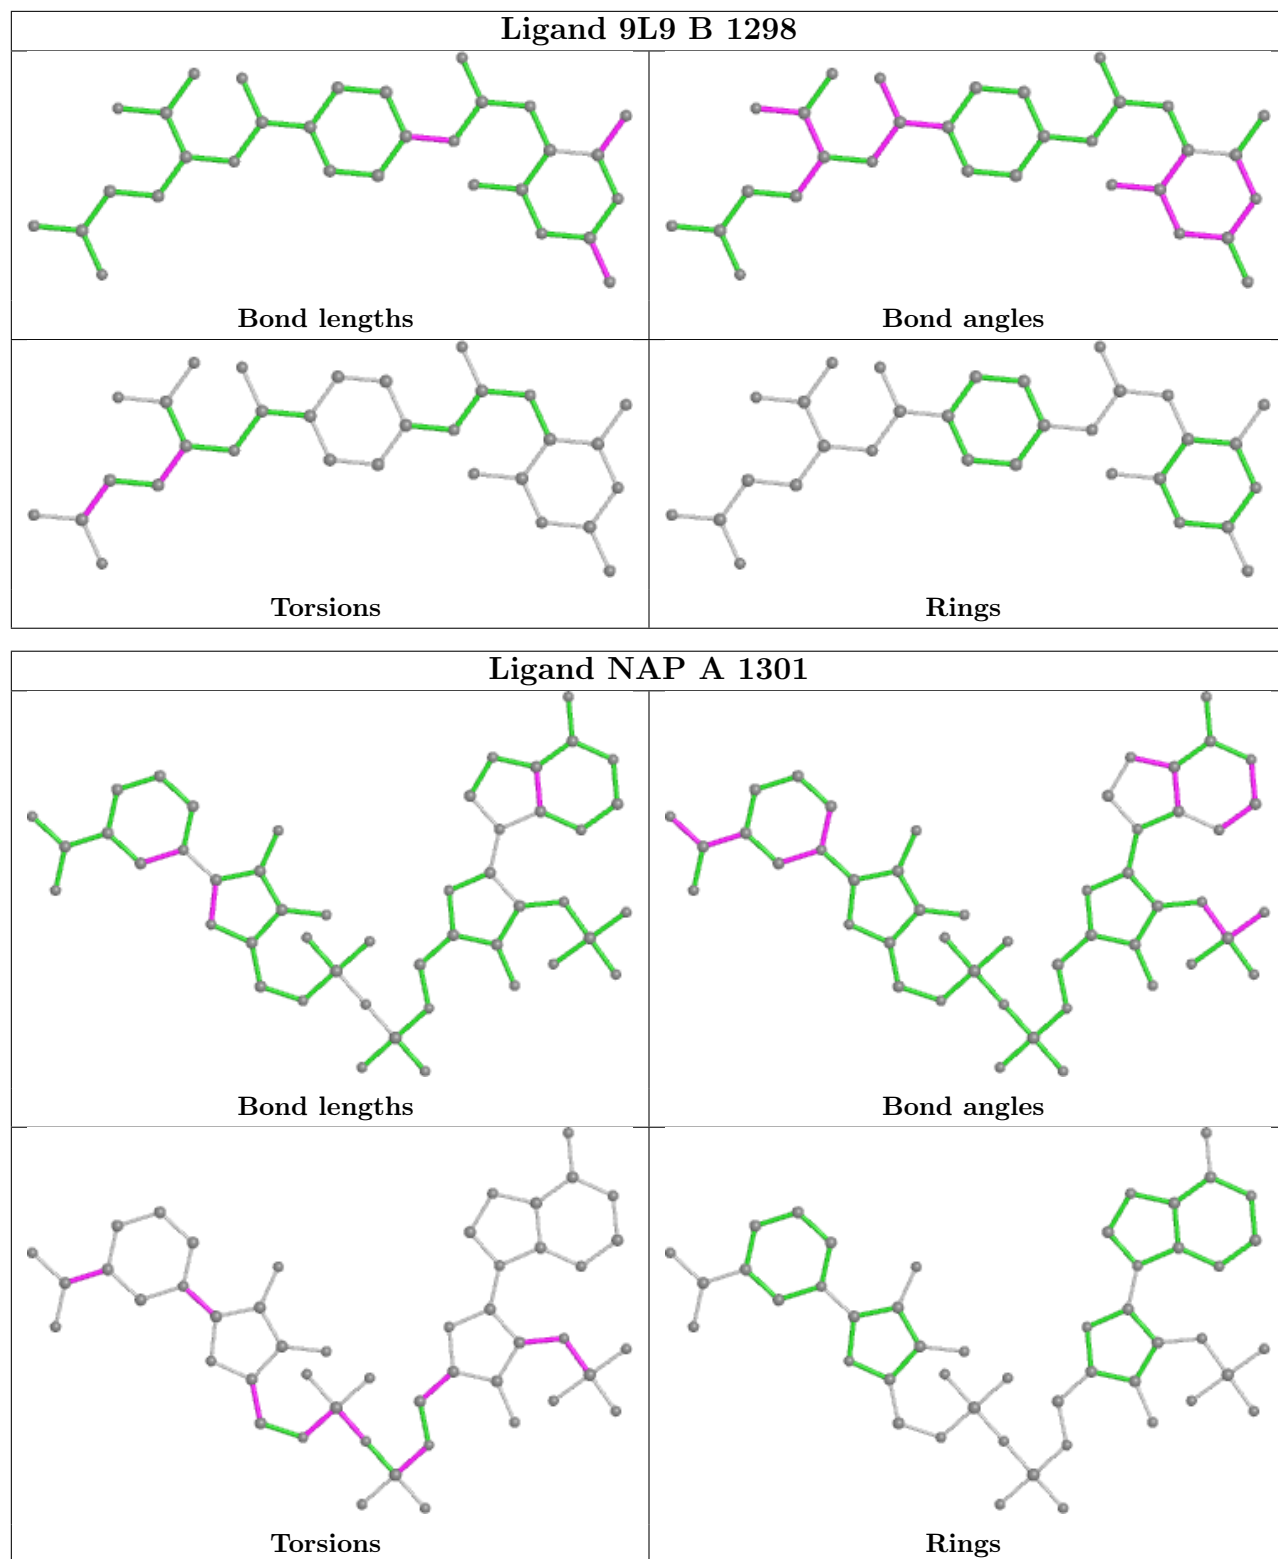 Ligand 9L9 B 1298
Bond lengths
Bond angles
Torsions
Rings
Ligand NAP A 1301
Bond lengths
Bond angles
Torsions
Rings